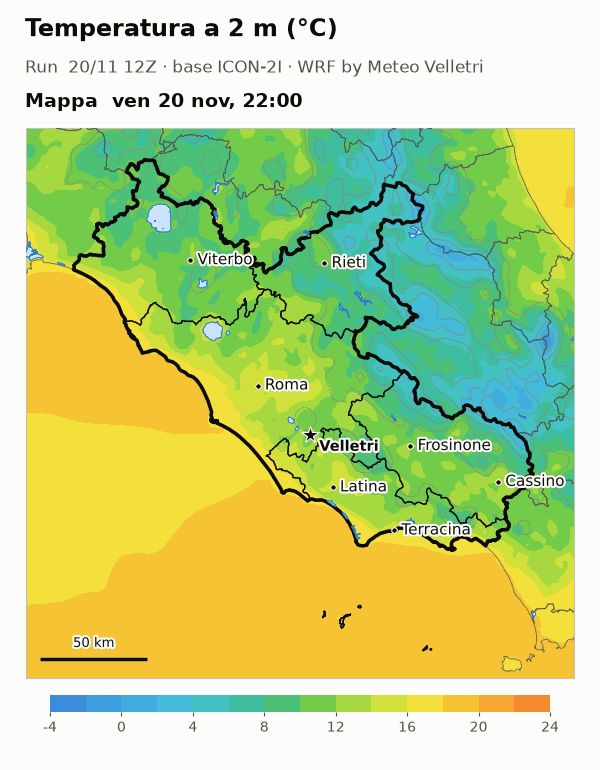 Temperatura a 2 m (°C)
Run  20/11 12Z · base ICON-2I · WRF by Meteo Velletri
Mappa  ven 20 nov, 22:00
Viterbo
Rieti
Roma
Velletri
Frosinone
Cassino
Latina
Terracina
50 km
-4 0 4 8 12 16 20 24